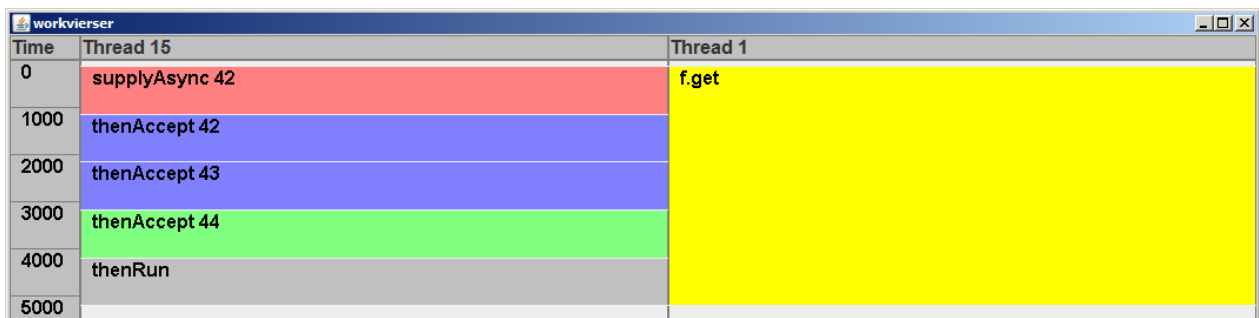 workvierser
Time Thread 15 Thread 1
0 supplyAsync 42 f.get
1000 thenAccept 42
2000 thenAccept 43
3000 thenAccept 44
4000 thenRun
5000